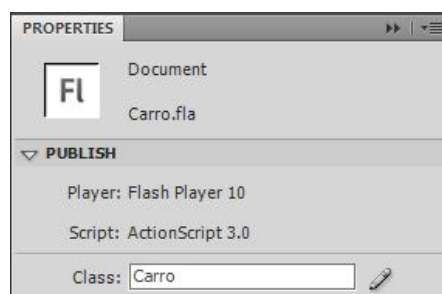 PROPERTIES
Fl
Document
Carro.fla
PUBLISH
Player: Flash Player 10
Script: ActionScript 3.0
Class: Carro